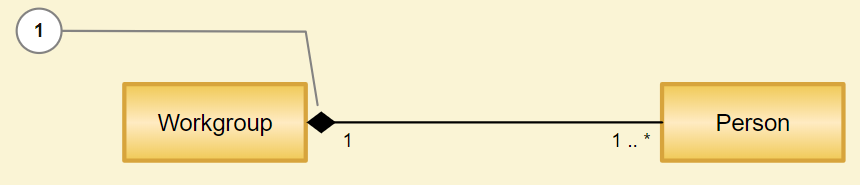 1
Workgroup
Person
1
1 .. *